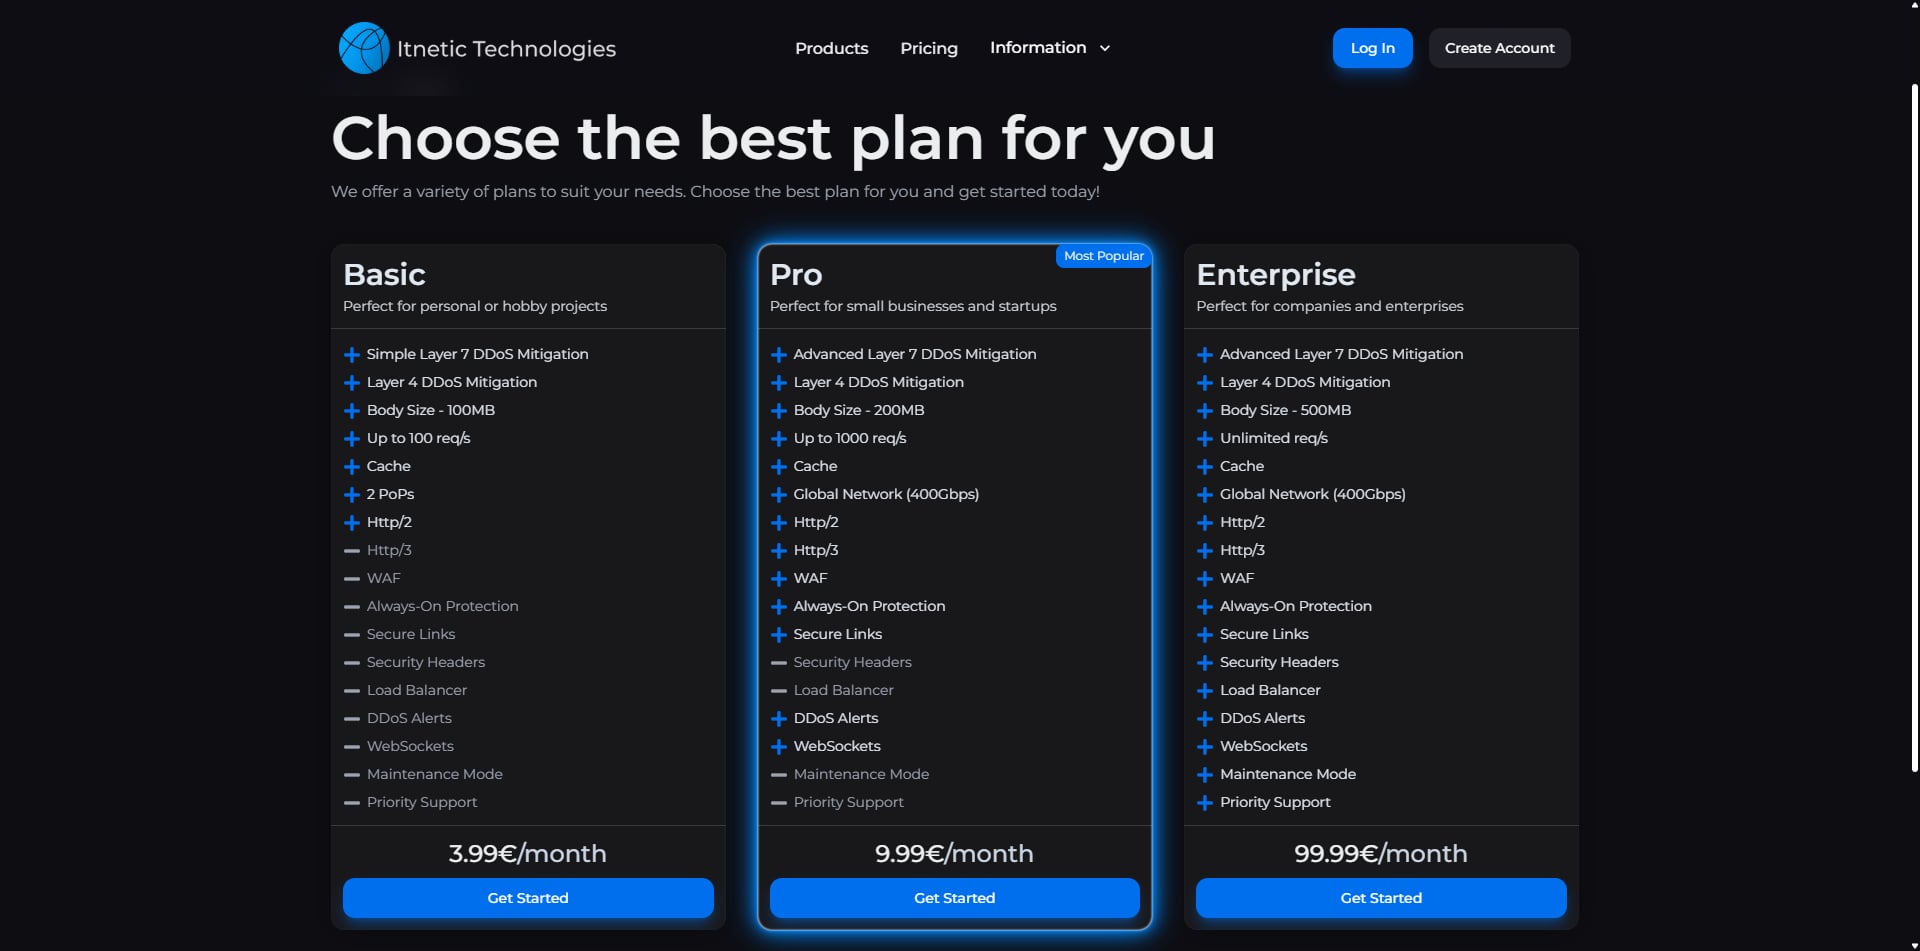 Itnetic Technologies
Products
Pricing
Information
Log In
Create Account
Choose the best plan for you
We offer a variety of plans to suit your needs. Choose the best plan for you and get started today!
Basic
Perfect for personal or hobby projects
Simple Layer 7 DDoS Mitigation
Layer 4 DDoS Mitigation
Body Size - 100MB
Up to 100 req/s
Cache
2 PoPs
Http/2
Http/3
WAF
Always-On Protection
Secure Links
Security Headers
Load Balancer
DDoS Alerts
WebSockets
Maintenance Mode
Priority Support
3.99€/month
Get Started
Most Popular
Pro
Perfect for small businesses and startups
Advanced Layer 7 DDoS Mitigation
Layer 4 DDoS Mitigation
Body Size - 200MB
Up to 1000 req/s
Cache
Global Network (400Gbps)
Http/2
Http/3
WAF
Always-On Protection
Secure Links
Security Headers
Load Balancer
DDoS Alerts
WebSockets
Maintenance Mode
Priority Support
9.99€/month
Get Started
Enterprise
Perfect for companies and enterprises
Advanced Layer 7 DDoS Mitigation
Layer 4 DDoS Mitigation
Body Size - 500MB
Unlimited req/s
Cache
Global Network (400Gbps)
Http/2
Http/3
WAF
Always-On Protection
Secure Links
Security Headers
Load Balancer
DDoS Alerts
WebSockets
Maintenance Mode
Priority Support
99.99€/month
Get Started